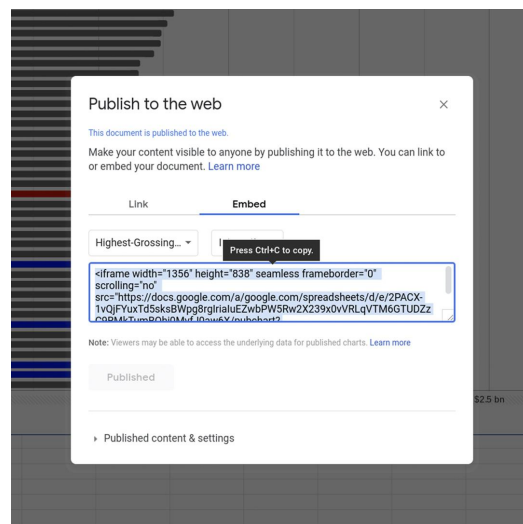 Publish to the web
This document is published to the web.
Make your content visible to anyone by publishing it to the web. You can link to
or embed your document. Learn more
Link
Embed
Highest-Grossing...
Press Ctrl+C to copy.
<iframe width="1356" height="838" seamless frameborder="0"
scrolling="no"
src="https://docs.google.com/a/google.com/spreadsheets/d/e/2PACX-
Note: Viewers may be able to access the underlying data for published charts. Learn more
Published
$2.5 bn
Published content & settings